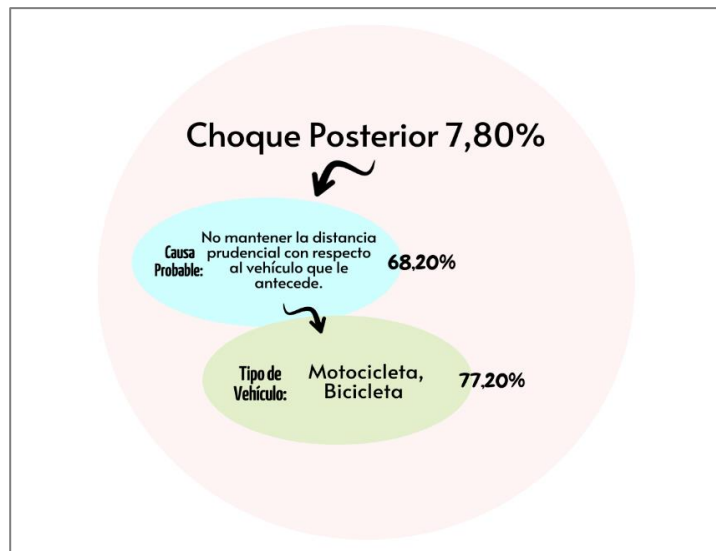 Choque Posterior 7,80%
Causa
Probable:
No mantener la distancia
prudencial con respecto
al vehículo que le
antecede.
68,20%
Tipo de
Vehículo:
Motocicleta,
Bicicleta
77,20%